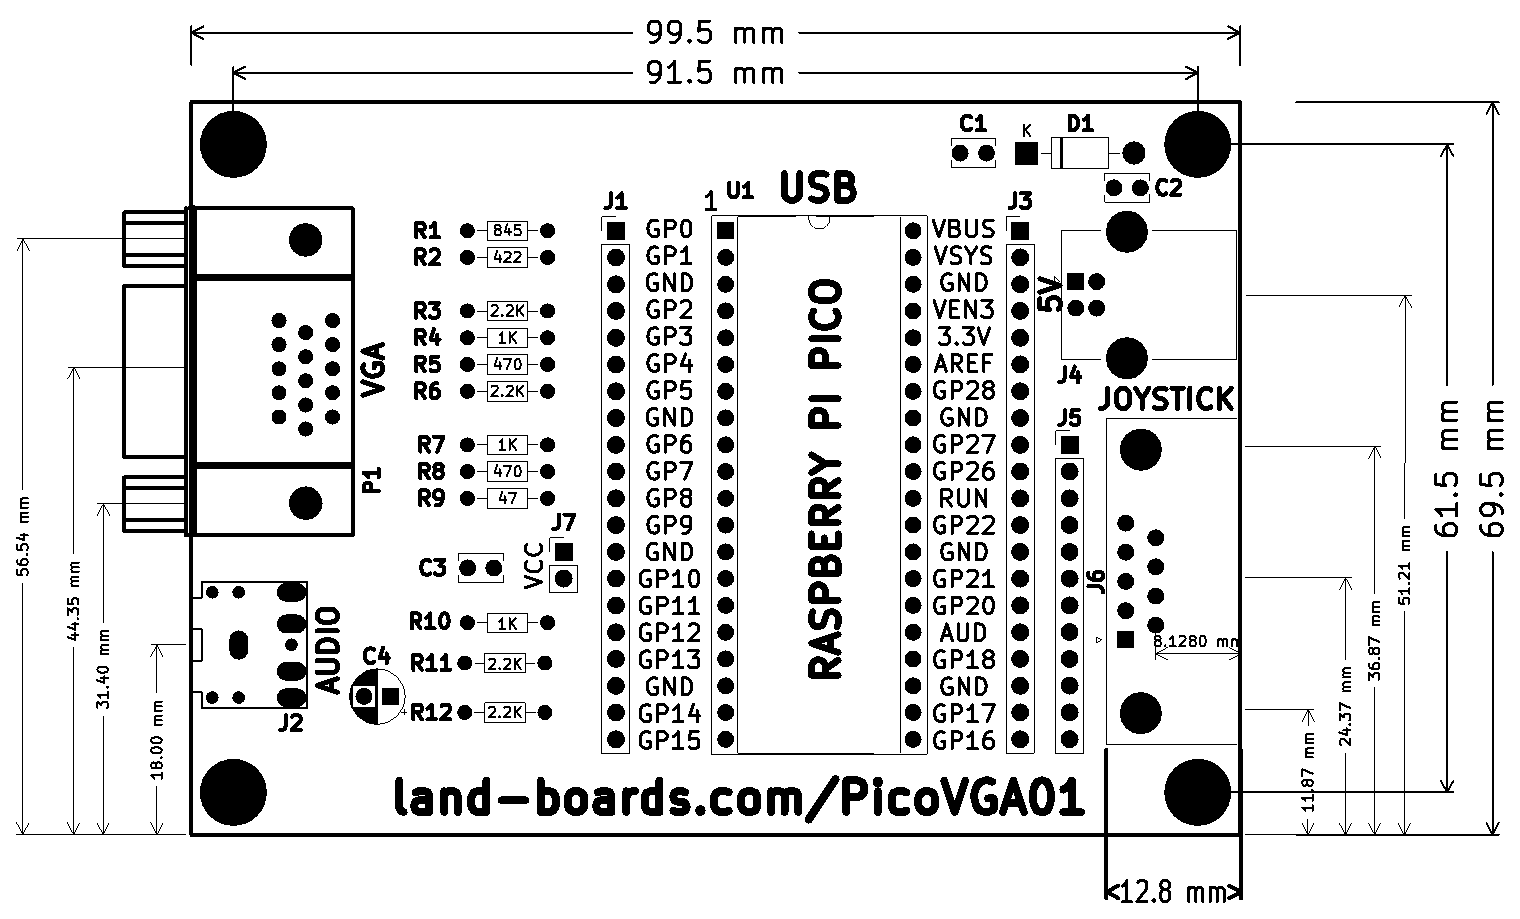 99.5 mm
91.5 mm
C1
K
D1
C2
USB
1
U1
J1
J3
R1
845
GP0
VBUS
R2
422
GP1
VSYS
GND
GND
5V
R3
2.2K
GP2
VEN3
R4
1K
GP3
3.3V
R5
470
GP4
AREF
J4
R6
2.2K
GP5
GP28
JOYSTICK
GND
GND
J5
R7
1K
GP6
GP27
R8
470
GP7
GP26
R9
47
GP8
RUN
J7
GP9
GP22
VCC
GND
GND
C3
GP10
GP21
J6
GP11
GP20
R10
1K
GP12
AUD
8.1280 mm
R11
2.2K
GP13
GP18
C4
GND
GND
+
R12
2.2K
GP14
GP17
GP15
GP16
VGA
P1
AUDIO
J2
RASPBERRY PI PICO
land-boards.com/PicoVGA01
56.54 mm
44.35 mm
31.40 mm
18.00 mm
11.87 mm
24.37 mm
36.87 mm
51.21 mm
61.5 mm
69.5 mm
12.8 mm